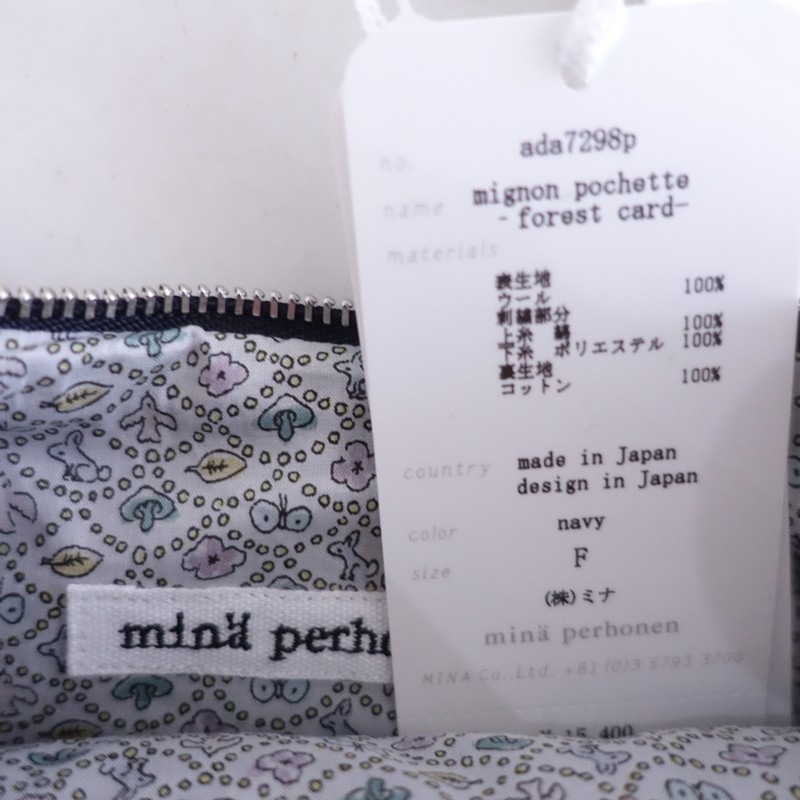 no. ada7298p
name mignon pochette
-forest card-
materials
表生地
ウール 100%
刺繍部分
上糸 絹 100%
下糸 ポリエステル 100%
裏生地
コットン 100%
country made in Japan
design in Japan
color navy
size F
(株)ミナ
minä perhonen
MINA Co. Ltd. +81(0)3 5793 3700
¥ 15,400
minä perho